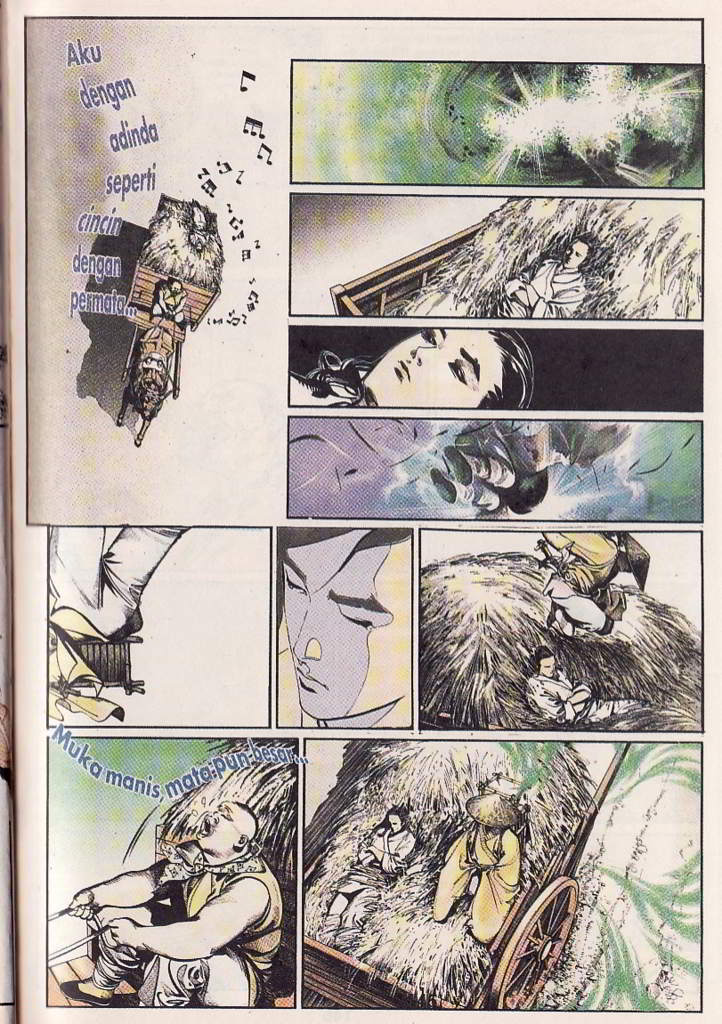 Aku
dengan
adinda
seperti
cincin
dengan
permata...
Muka manis, mata pun besar...